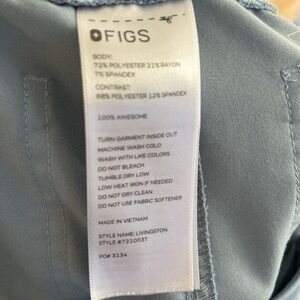 FIGS
BODY:
72% POLYESTER 21% RAYON
7% SPANDEX
CONTRAST:
88% POLYESTER 12% SPANDEX
100% AWESOME
TURN GARMENT INSIDE OUT
MACHINE WASH COLD
WASH WITH LIKE COLORS
DO NOT BLEACH
TUMBLE DRY LOW
LOW HEAT IRON IF NEEDED
DO NOT DRY CLEAN
DO NOT USE FABRIC SOFTENER
MADE IN VIETNAM
STYLE NAME: LIVINGSTON
STYLE #:T21003T
PO#: 3134